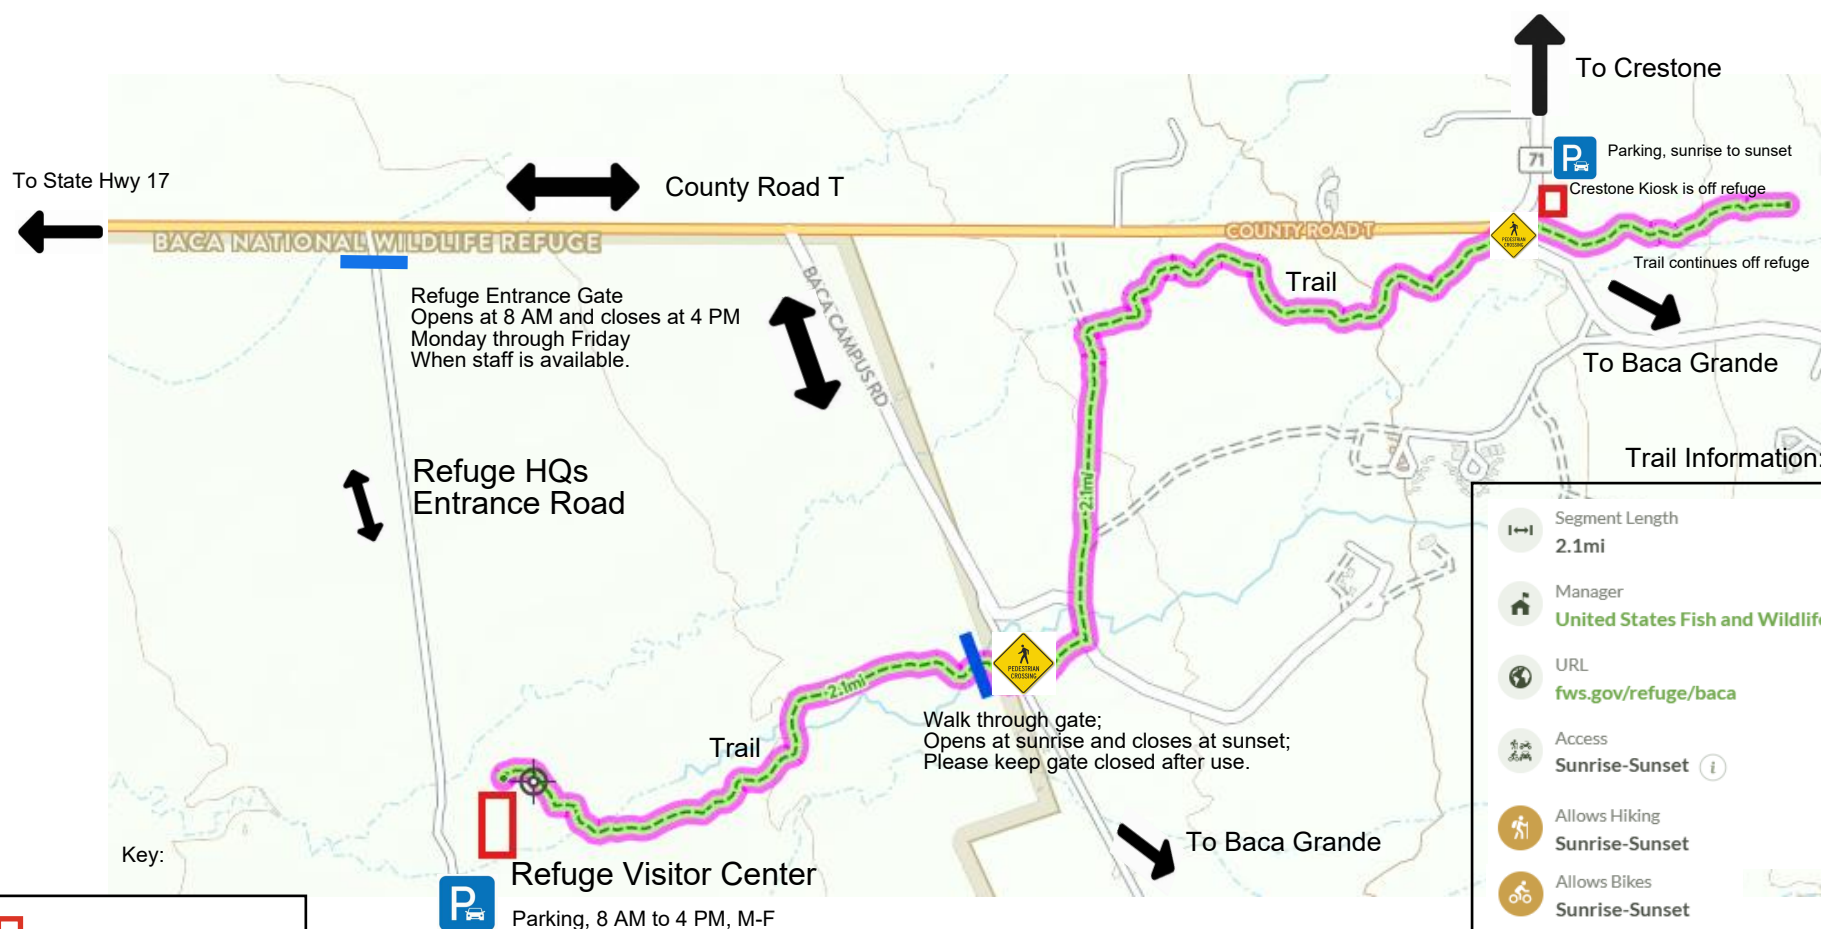 To Crestone
71
P
Parking, sunrise to sunset
Crestone Kiosk is off refuge
To State Hwy 17
County Road T
BACA NATIONAL WILDLIFE REFUGE
COUNTY ROAD T
PEDESTRIAN
CROSSING
Trail continues off refuge
Trail
BACA CAMPUS RD
Refuge Entrance Gate
Opens at 8 AM and closes at 4 PM
Monday through Friday
When staff is available.
To Baca Grande
Refuge HQs
Entrance Road
2.1mi
Trail Information:
Segment Length
2.1mi
Manager
United States Fish and Wildlife
URL
fws.gov/refuge/baca
Access
Sunrise-Sunset i
Allows Hiking
Sunrise-Sunset
Allows Bikes
Sunrise-Sunset
PEDESTRIAN
CROSSING
2.1mi
Walk through gate;
Opens at sunrise and closes at sunset;
Please keep gate closed after use.
Trail
To Baca Grande
Key:
Refuge Visitor Center
P
Parking, 8 AM to 4 PM, M-F